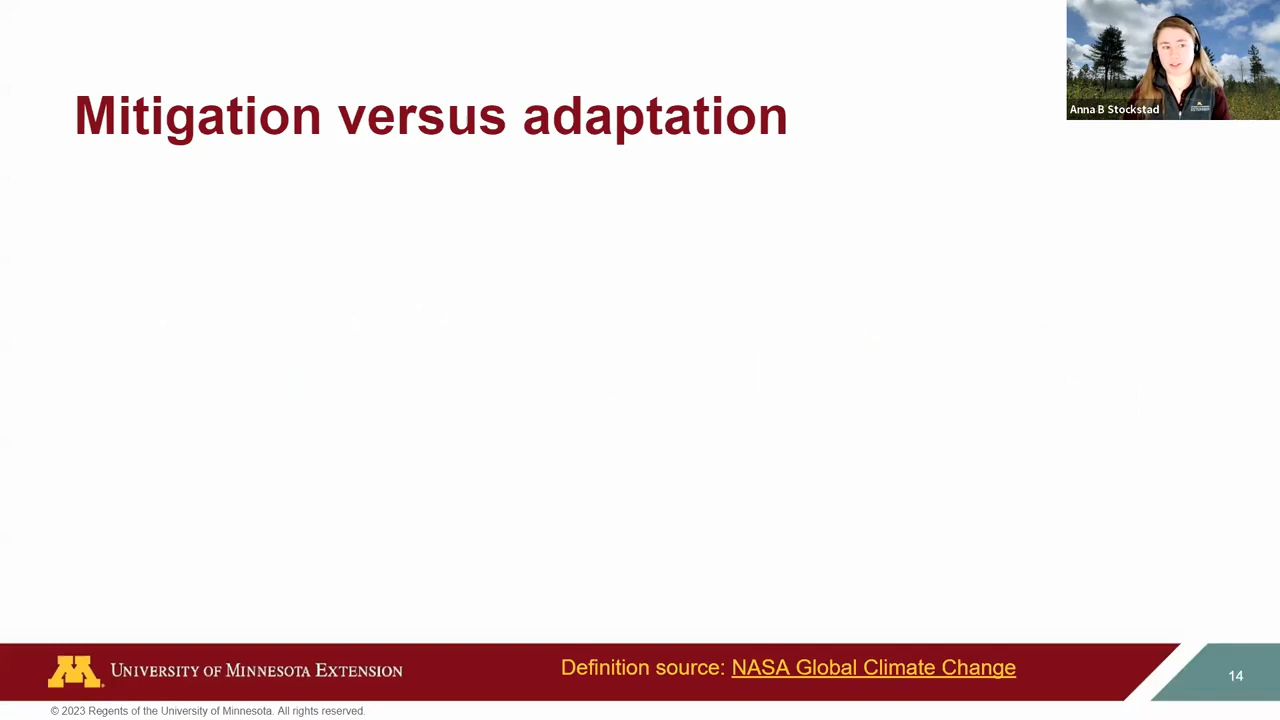 Mitigation versus adaptation
Anna B Stockstad
UNIVERSITY OF MINNESOTA EXTENSION
Definition source: NASA Global Climate Change
14
© 2023 Regents of the University of Minnesota. All rights reserved.